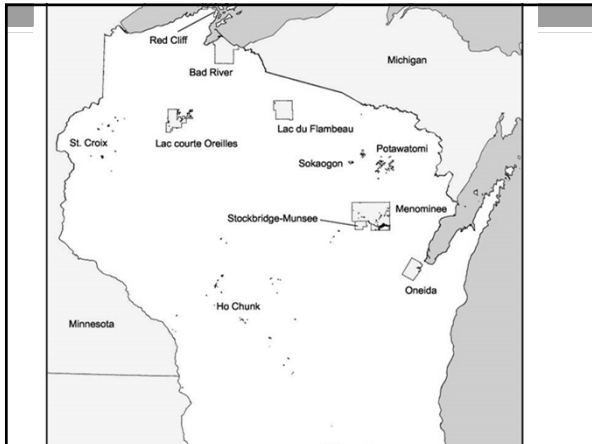 Red Cliff
Michigan
Bad River
Lac du Flambeau
St. Croix
Lac courte Oreilles
Potawatomi
Sokaogon
Menominee
Stockbridge-Munsee
Oneida
Ho Chunk
Minnesota